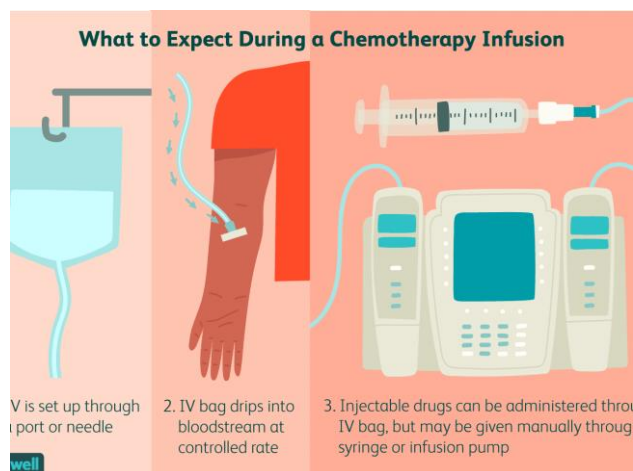 What to Expect During a Chemotherapy Infusion
V is set up through
port or needle
2. IV bag drips into
bloodstream at
controlled rate
3. Injectable drugs can be administered
IV bag, but may be given manually
syringe or infusion pump
well